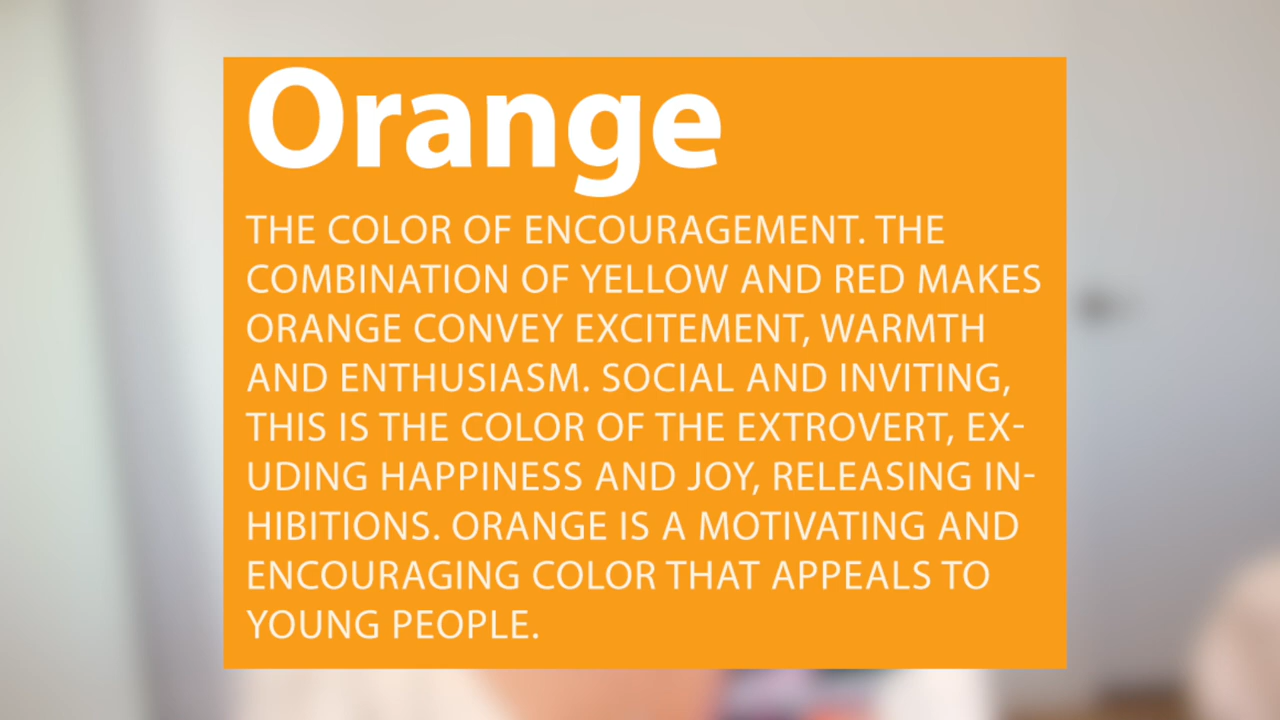 Orange
THE COLOR OF ENCOURAGEMENT. THE
COMBINATION OF YELLOW AND RED MAKES
ORANGE CONVEY EXCITEMENT, WARMTH
AND ENTHUSIASM. SOCIAL AND INVITING,
THIS IS THE COLOR OF THE EXTROVERT, EX-
UDING HAPPINESS AND JOY, RELEASING IN-
HIBITIONS. ORANGE IS A MOTIVATING AND
ENCOURAGING COLOR THAT APPEALS TO
YOUNG PEOPLE.